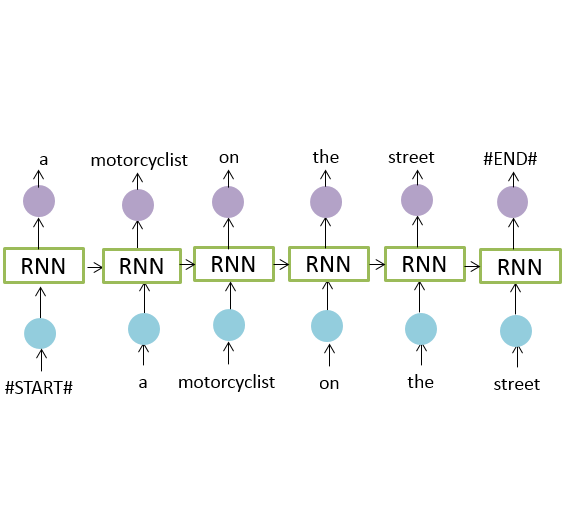 a motorcyclist on the street #END#
RNN RNN RNN RNN RNN RNN
#START# a motorcyclist on the street